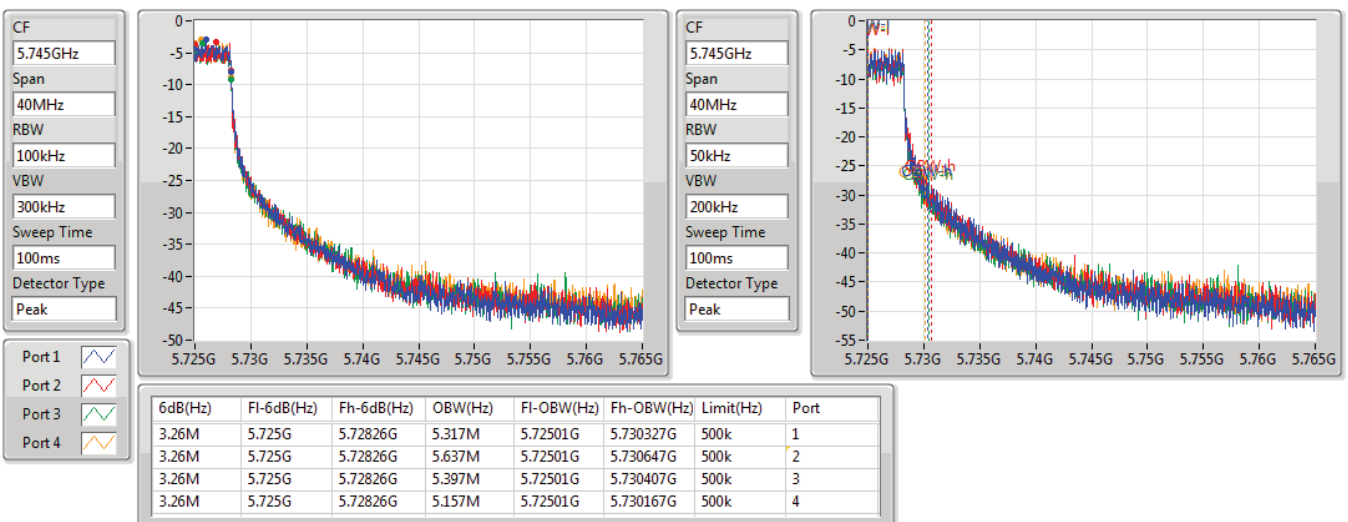 CF
5.745GHz
Span
40MHz
RBW
100kHz
VBW
300kHz
Sweep Time
100ms
Detector Type
Peak
Port 1
Port 2
Port 3
Port 4
0
-5
-10
-15
-20
-25
-30
-35
-40
-45
-50
5.725G 5.73G 5.735G 5.74G 5.745G 5.75G 5.755G 5.76G 5.765G
CF
5.745GHz
Span
40MHz
RBW
50kHz
VBW
200kHz
Sweep Time
100ms
Detector Type
Peak
0
-5
-10
-15
-20
-25
-30
-35
-40
-45
-50
-55
5.725G 5.73G 5.735G 5.74G 5.745G 5.75G 5.755G 5.76G 5.765G
6dB(Hz) Fl-6dB(Hz) Fh-6dB(Hz) OBW(Hz) Fl-OBW(Hz) Fh-OBW(Hz) Limit(Hz) Port
3.26M 5.725G 5.72826G 5.317M 5.72501G 5.730327G 500k 1
3.26M 5.725G 5.72826G 5.637M 5.72501G 5.730647G 500k 2
3.26M 5.725G 5.72826G 5.397M 5.72501G 5.730407G 500k 3
3.26M 5.725G 5.72826G 5.157M 5.72501G 5.730167G 500k 4